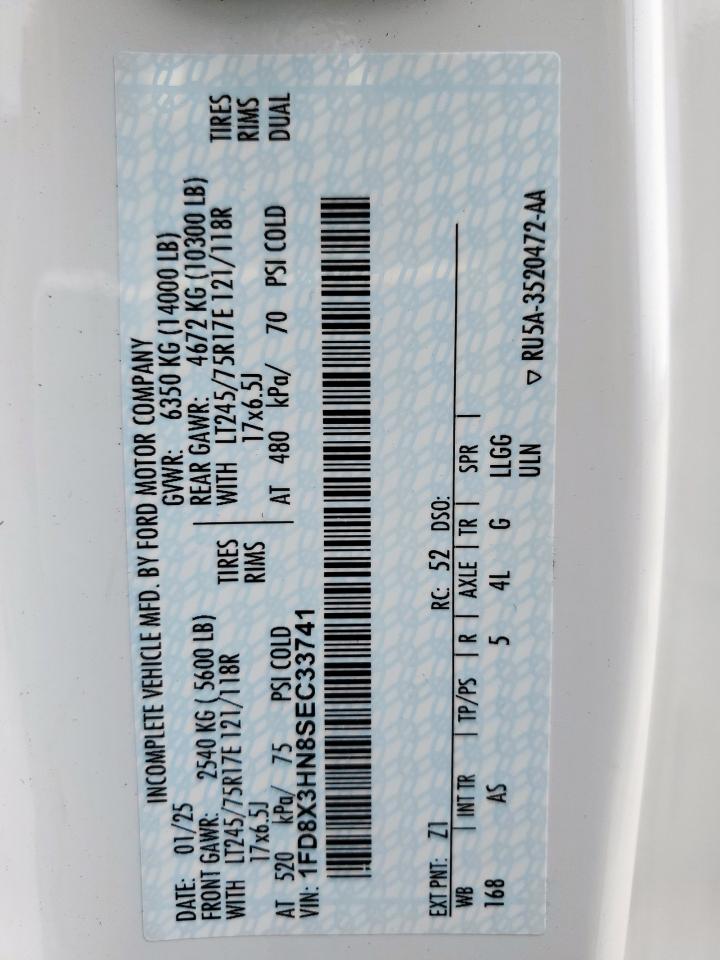 INCOMPLETE VEHICLE MFD. BY FORD MOTOR COMPANY
DATE: 01/25 GVWR: 6350 KG (14000 LB)
FRONT GAWR: 2540 KG ( 5600 LB) REAR GAWR: 4672 KG (10300 LB)
WITH LT245/75R17E 121/118R TIRES WITH LT245/75R17E 121/118R TIRES
17x6.5J RIMS 17x6.5J RIMS
AT 520 kPa/ 75 PSI COLD AT 480 kPa/ 70 PSI COLD DUAL
VIN: 1FD8X3HN8SEC33741
EXT PNT: Z1 RC: 52 DSO:
WB | INT TR | TP/PS | R | AXLE | TR | SPR |
168 AS 5 4L G LLGG
ULN
▽ RU5A-3520472-AA